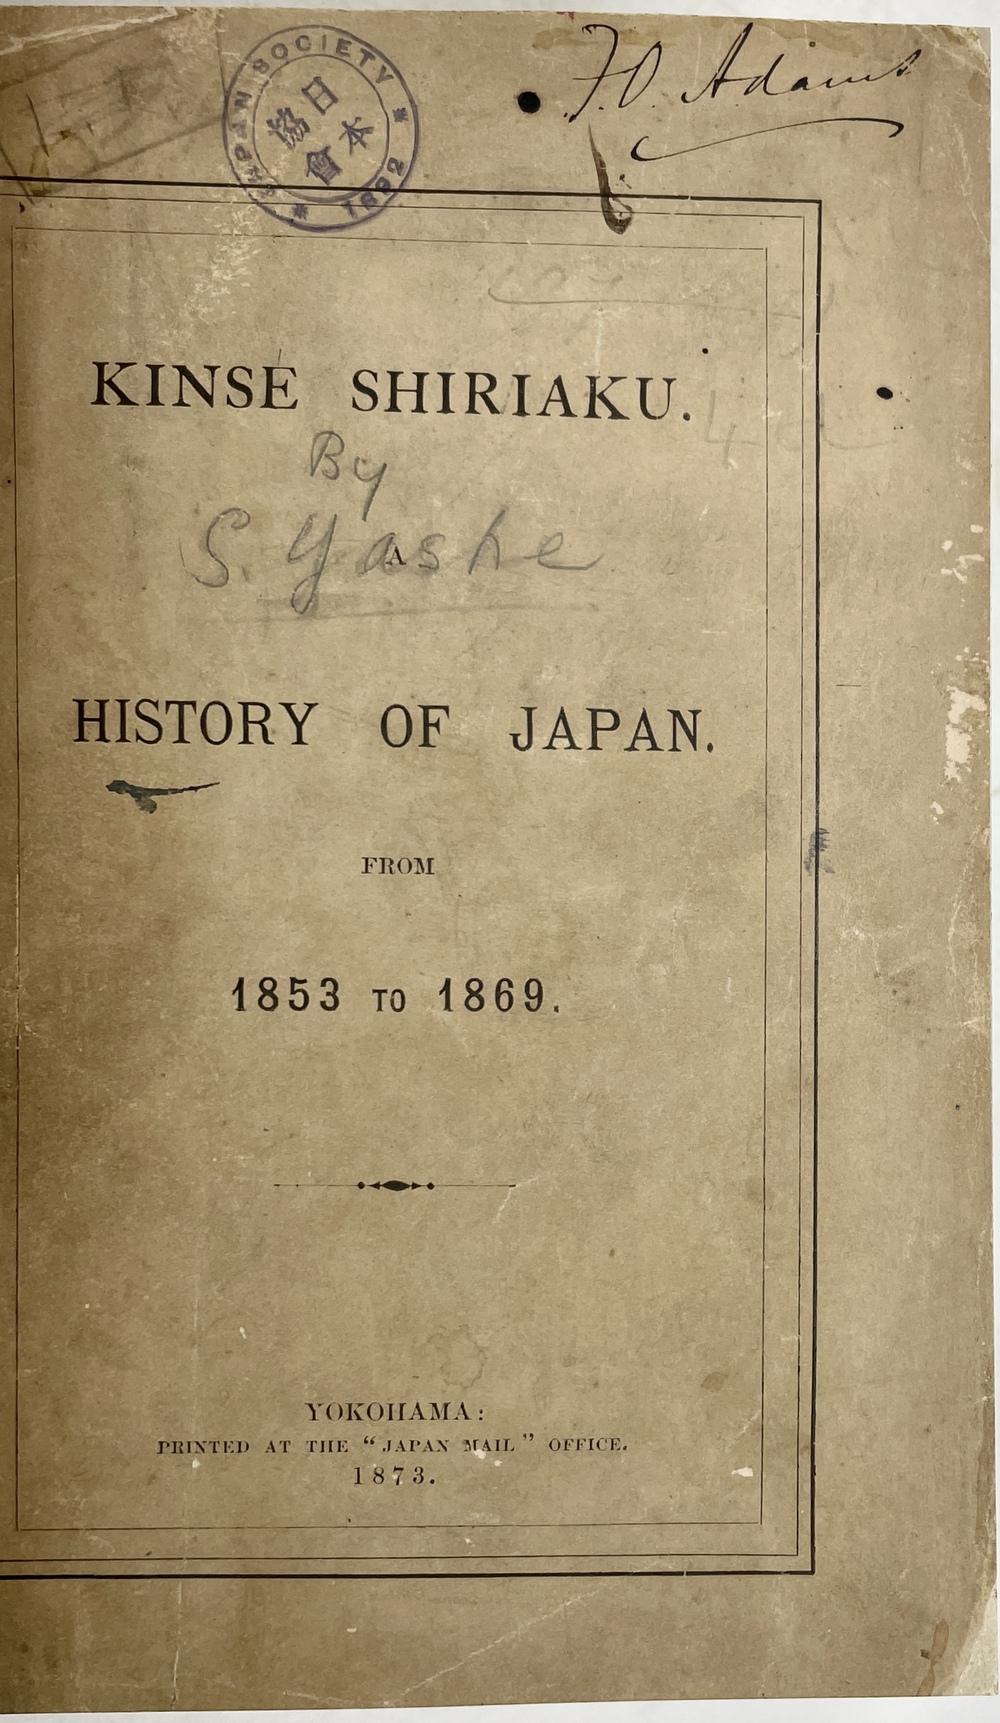 JAPAN SOCIETY * 1892 *
日本協會
F. O. Adams
KINSÉ SHIRIAKU.
By
S. Yashe
A
HISTORY OF JAPAN.
FROM
1853 TO 1869.
YOKOHAMA:
PRINTED AT THE "JAPAN MAIL" OFFICE.
1873.